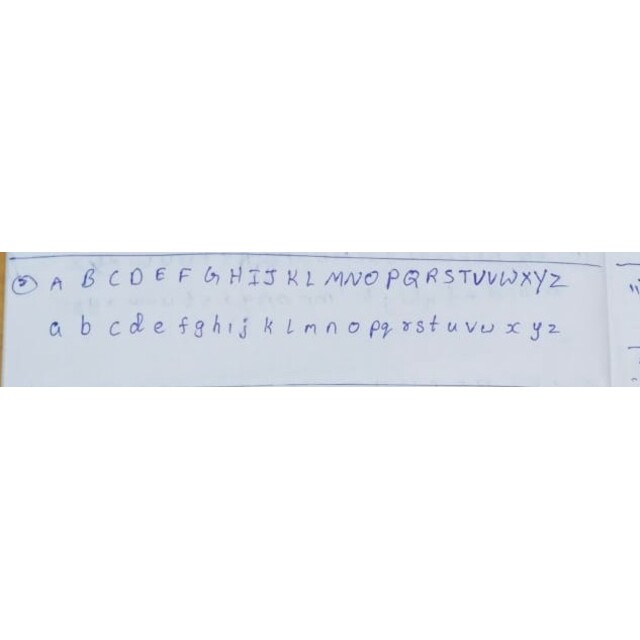 ⑤ A B C D E F G H I J K L M N O P Q R S T U V W X Y Z
a b c d e f g h i j k l m n o p q r s t u v w x y z